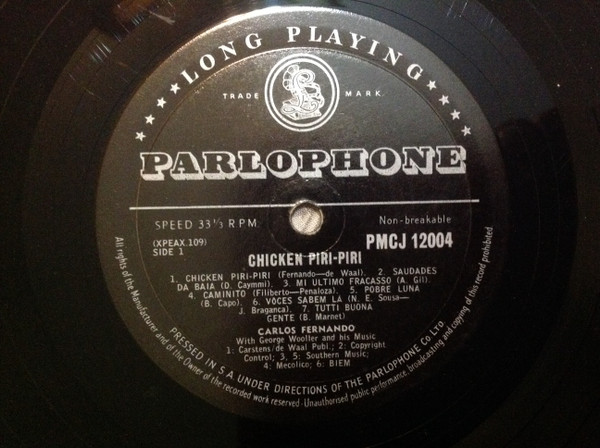 ★★★★★LONG PLAYING★★★★★
TRADE MARK.
PARLOPHONE
SPEED 33⅓ R.P.M.
Non-breakable
(XPEAX.109)
PMCJ 12004
SIDE 1
CHICKEN PIRI-PIRI
1. CHICKEN PIRI-PIRI (Fernando—de Waal). 2. SAUDADES
DA BAIA (D. Caymmi). 3. MI ULTIMO FRACASSO (A. Gil).
4. CAMINITO (Filiberto—Penaloza). 5. POBRE LUNA
(B. Capo). 6. VOCES SABEM LA (N. E. Sousa—
J. Braganca). 7. TUTTI BUONA
GENTE (B. Marnet)
CARLOS FERNANDO
With George Wooller and his Music
1: Carstens/de Waal Publ.; 2: Copyright
Control; 3, 5: Southern Music;
4: Mecolico; 6: BIEM
PRESSED IN S.A. UNDER DIRECTIONS OF THE PARLOPHONE Co. LTD.
All rights of the Manufacturer and of the Owner of the recorded work reserved · Unauthorised public performance, broadcasting and copying of this record prohibited